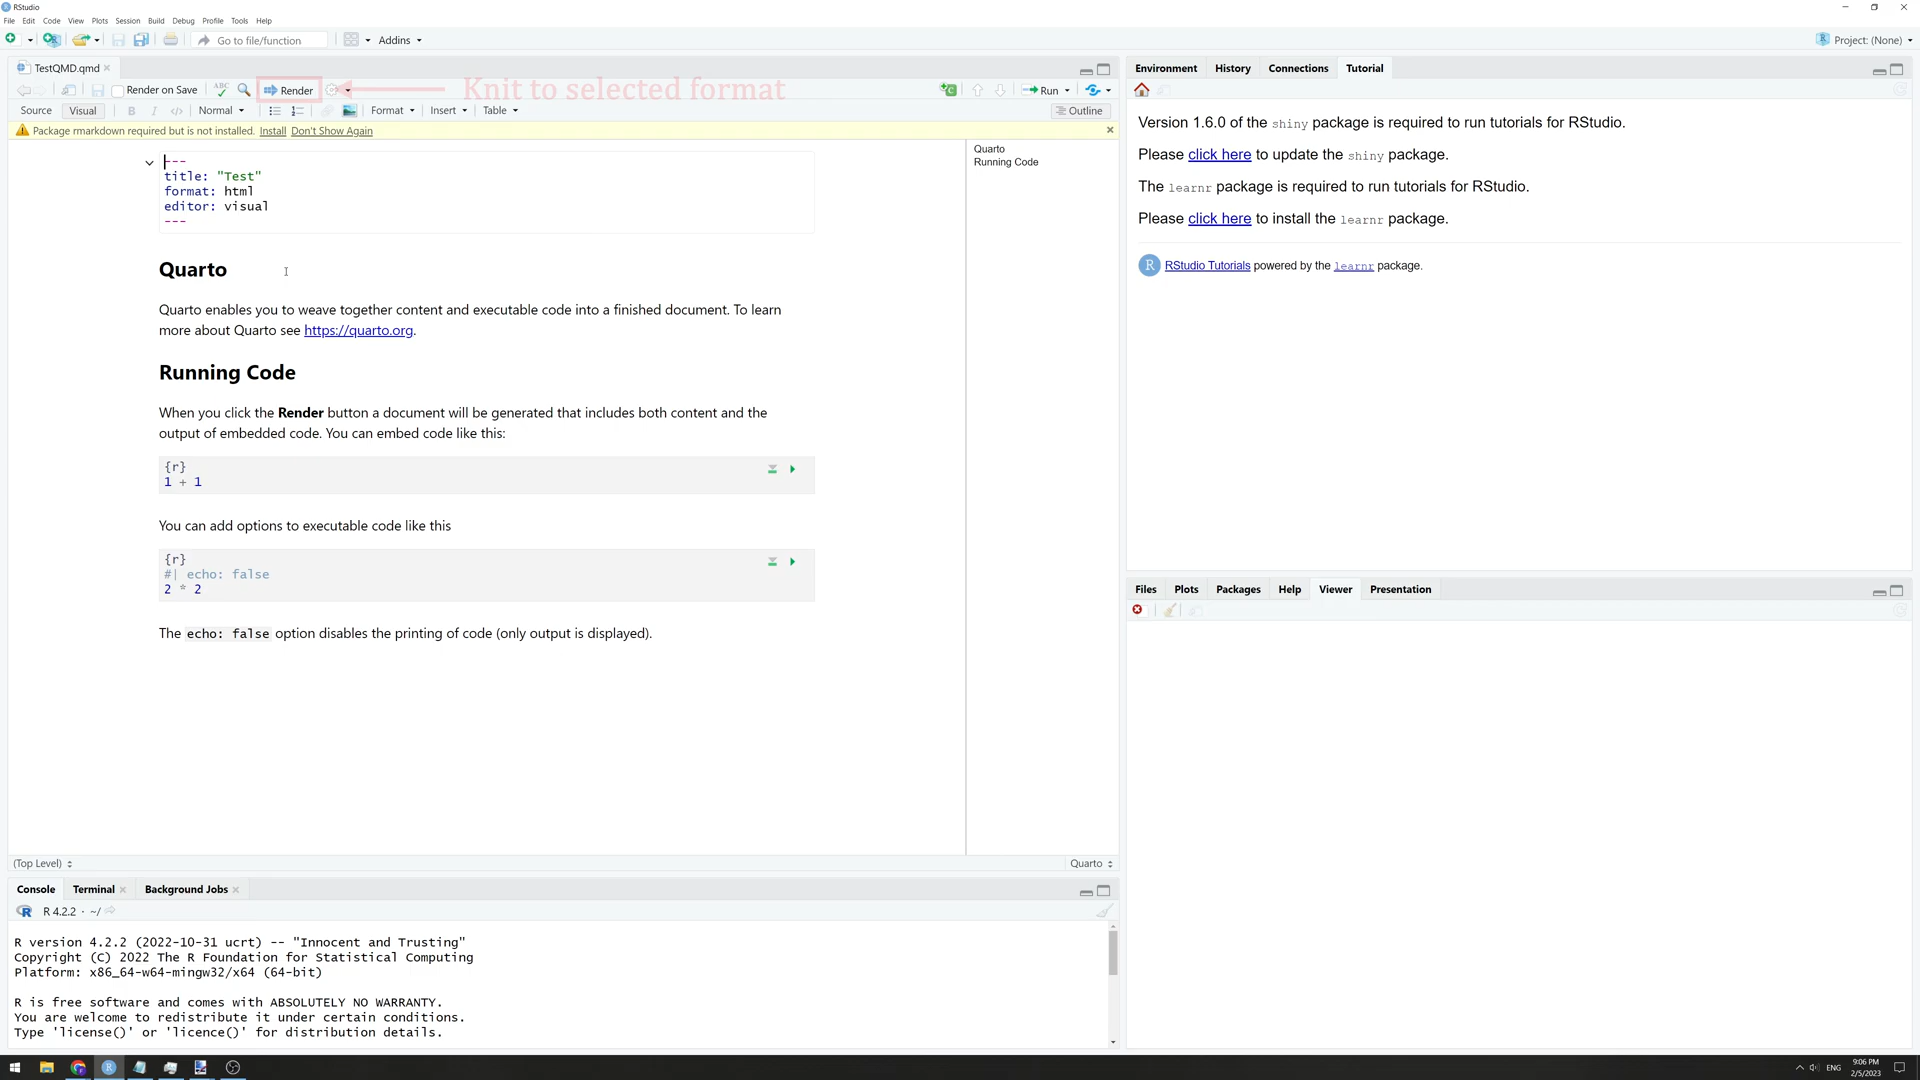 RStudio
File Edit Code View Plots Session Build Debug Profile Tools Help
Go to file/function Addins Project: (None)
TestQMD.qmd
Render on Save ABC Render Knit to selected format Run
Source Visual B I </> Normal Format Insert Table Outline
Package rmarkdown required but is not installed. Install Don't Show Again
---
title: "Test"
format: html
editor: visual
---
Quarto
Quarto enables you to weave together content and executable code into a finished document. To learn
more about Quarto see https://quarto.org.
Running Code
When you click the Render button a document will be generated that includes both content and the
output of embedded code. You can embed code like this:
{r}
1 + 1
You can add options to executable code like this
{r}
#| echo: false
2 * 2
The echo: false option disables the printing of code (only output is displayed).
Quarto
Running Code
(Top Level) Quarto
Console Terminal Background Jobs
R 4.2.2 · ~/
R version 4.2.2 (2022-10-31 ucrt) -- "Innocent and Trusting"
Copyright (C) 2022 The R Foundation for Statistical Computing
Platform: x86_64-w64-mingw32/x64 (64-bit)
R is free software and comes with ABSOLUTELY NO WARRANTY.
You are welcome to redistribute it under certain conditions.
Type 'license()' or 'licence()' for distribution details.
Environment History Connections Tutorial
Version 1.6.0 of the shiny package is required to run tutorials for RStudio.
Please click here to update the shiny package.
The learnr package is required to run tutorials for RStudio.
Please click here to install the learnr package.
R RStudio Tutorials powered by the learnr package.
Files Plots Packages Help Viewer Presentation
ENG
9:06 PM
2/5/2023